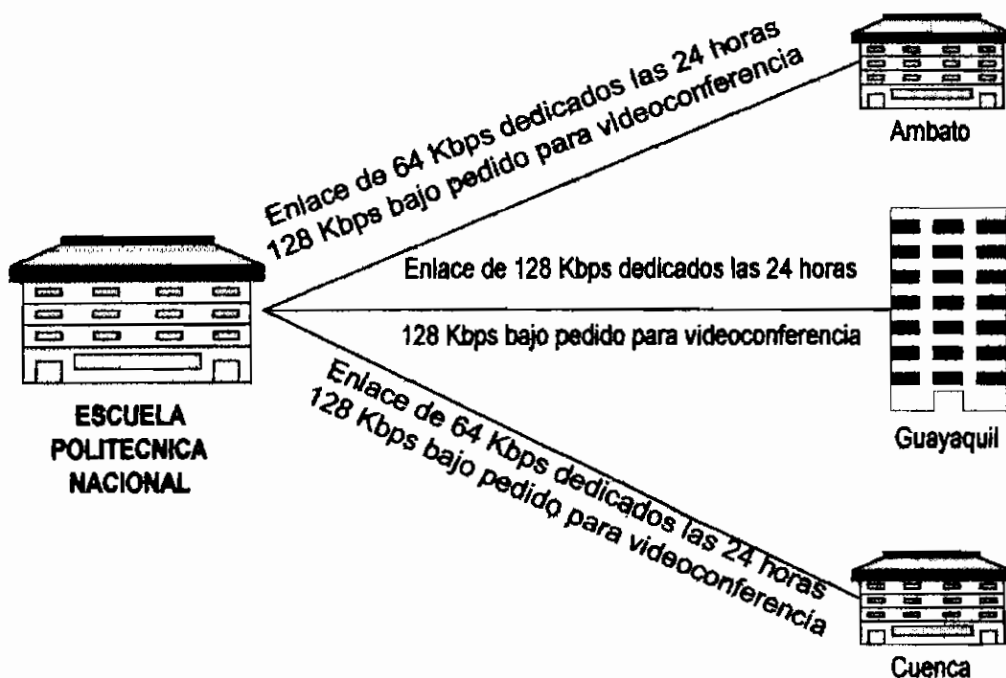 Enlace de 64 Kbps dedicados las 24 horas
128 Kbps bajo pedido para videoconferencia
Ambato
Enlace de 128 Kbps dedicados las 24 horas
128 Kbps bajo pedido para videoconferencia
Guayaquil
ESCUELA
POLITECNICA
NACIONAL
Enlace de 64 Kbps dedicados las 24 horas
128 Kbps bajo pedido para videoconferencia
Cuenca